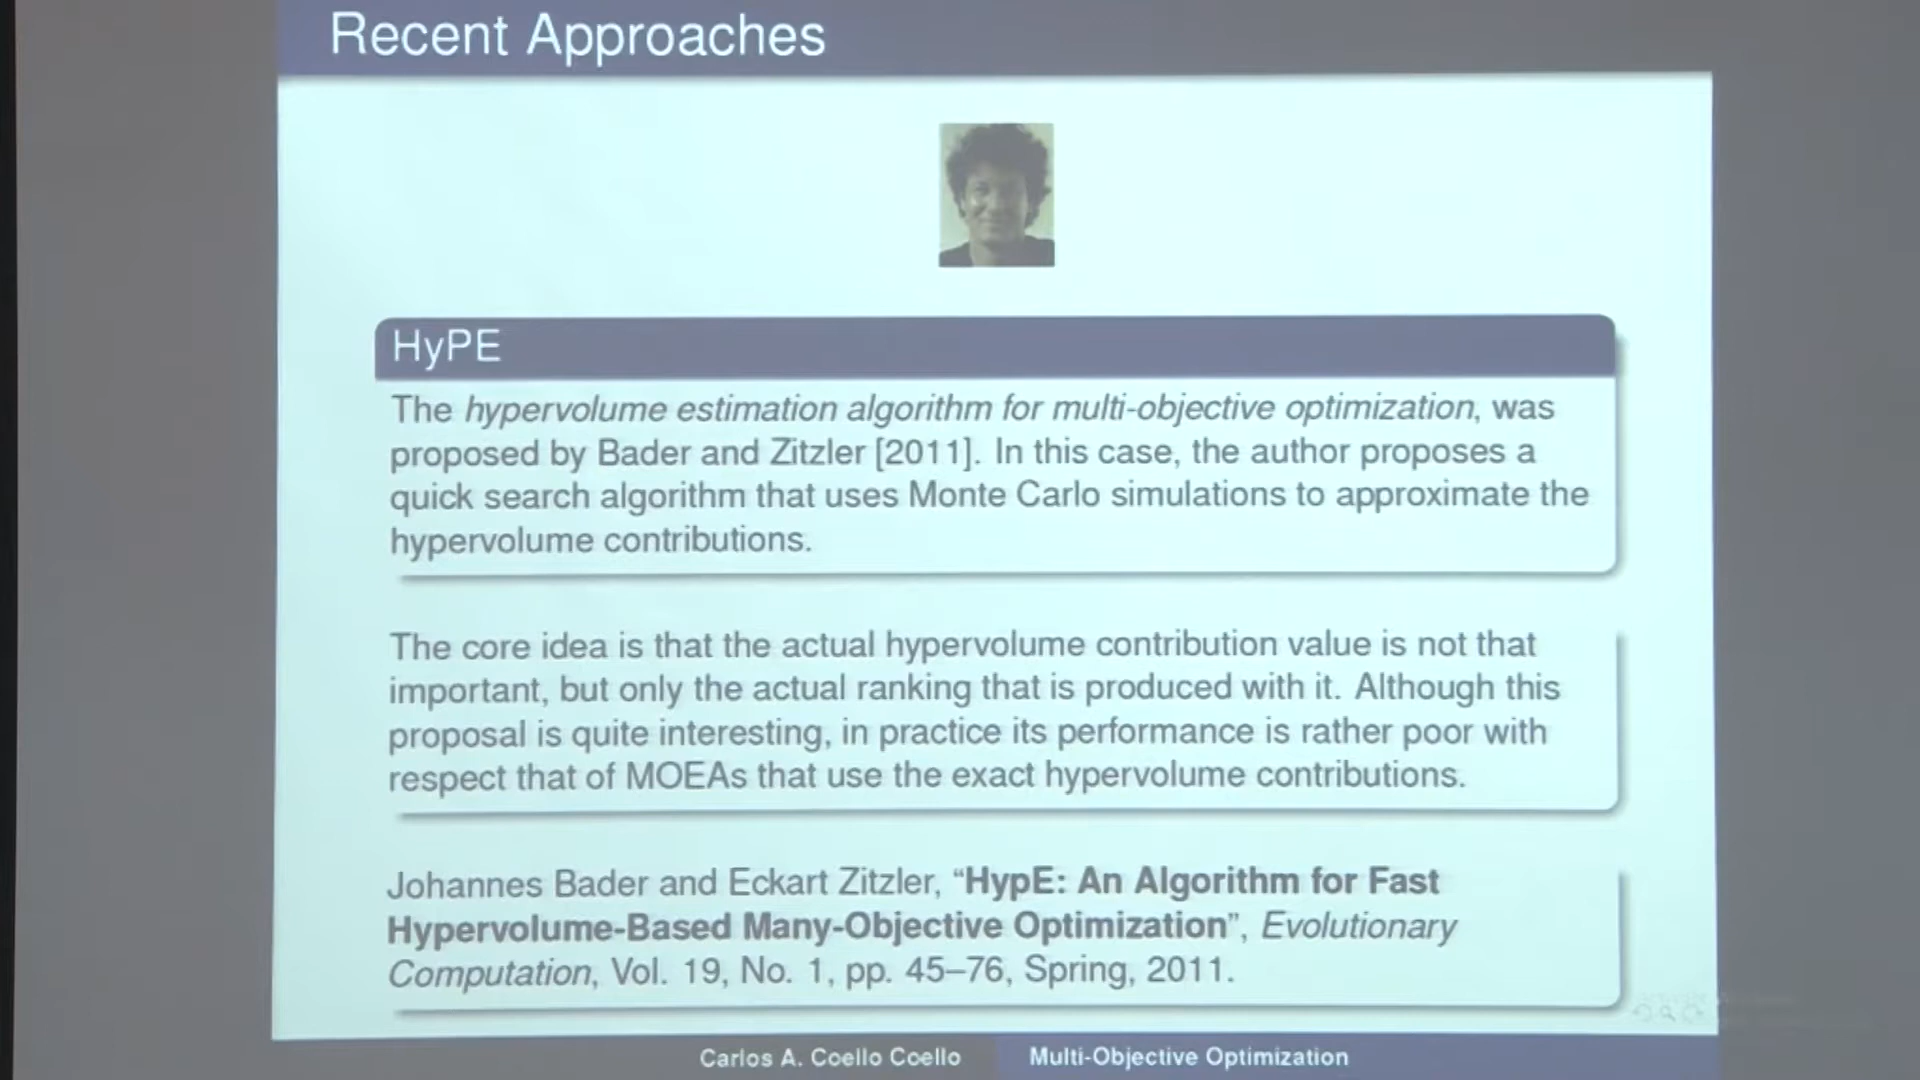 Recent Approaches
HyPE
The hypervolume estimation algorithm for multi-objective optimization, was
proposed by Bader and Zitzler [2011]. In this case, the author proposes a
quick search algorithm that uses Monte Carlo simulations to approximate the
hypervolume contributions.
The core idea is that the actual hypervolume contribution value is not that
important, but only the actual ranking that is produced with it. Although this
proposal is quite interesting, in practice its performance is rather poor with
respect that of MOEAs that use the exact hypervolume contributions.
Johannes Bader and Eckart Zitzler, “HypE: An Algorithm for Fast
Hypervolume-Based Many-Objective Optimization”, Evolutionary
Computation, Vol. 19, No. 1, pp. 45–76, Spring, 2011.
Carlos A. Coello Coello
Multi-Objective Optimization